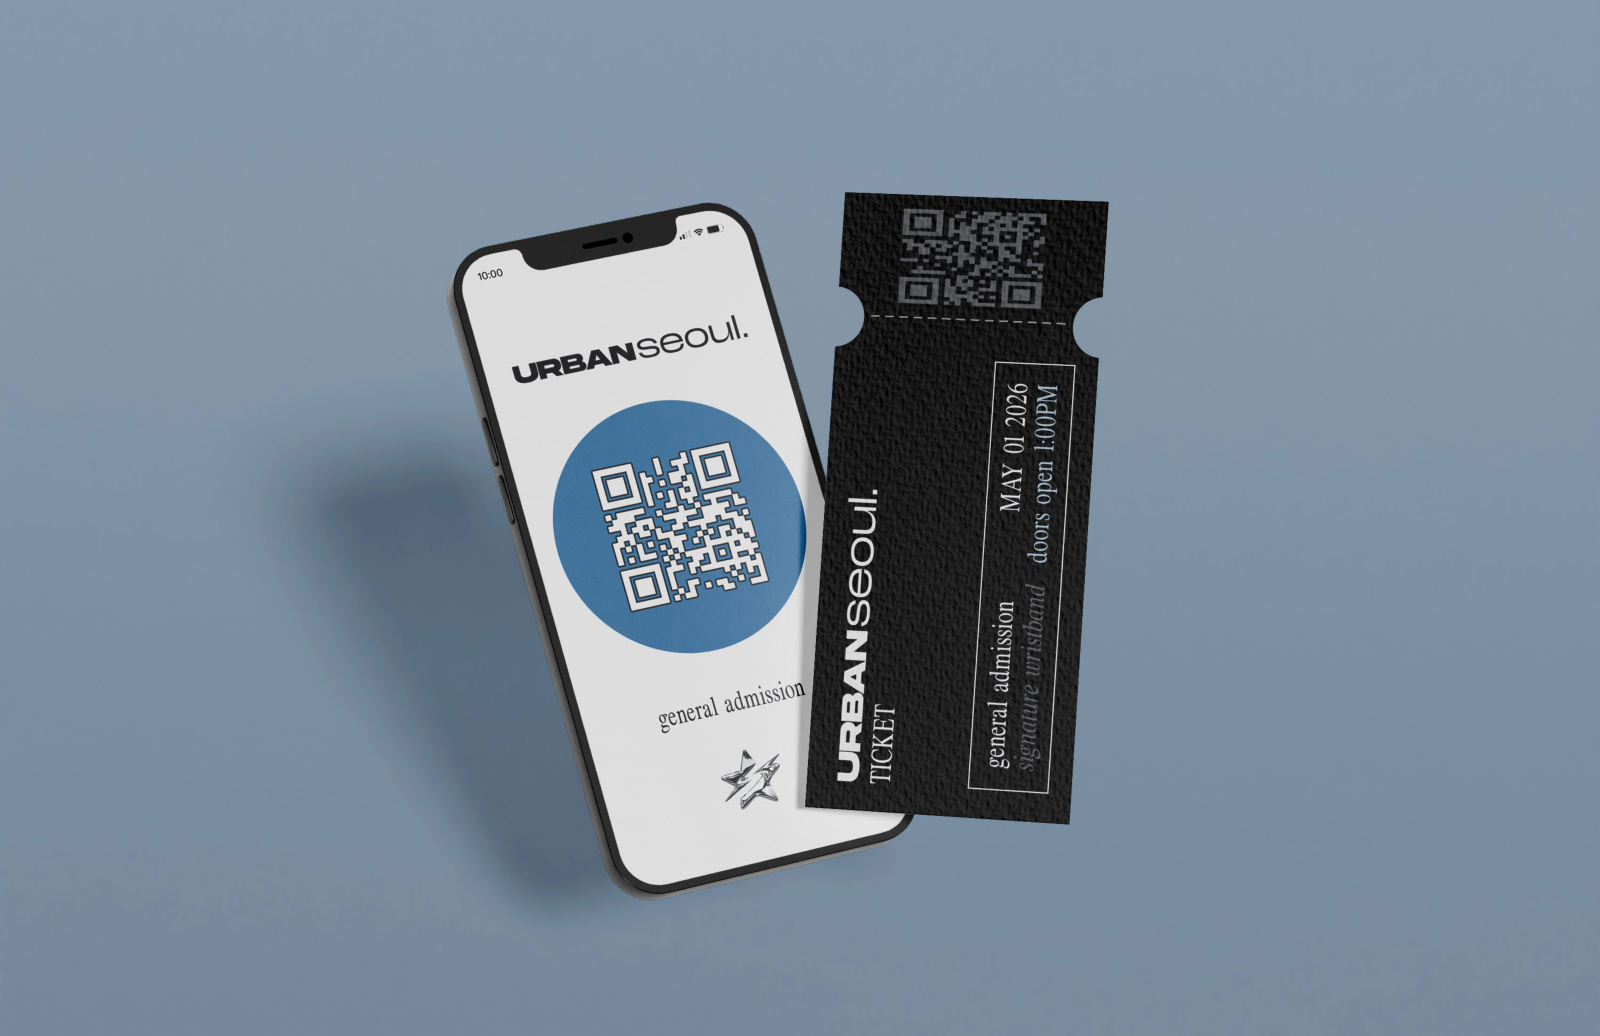 10:00
URBANseoul.
general admission
URBANseoul.
TICKET
MAY 01 2026
doors open 1:00PM
general admission
signature wristband